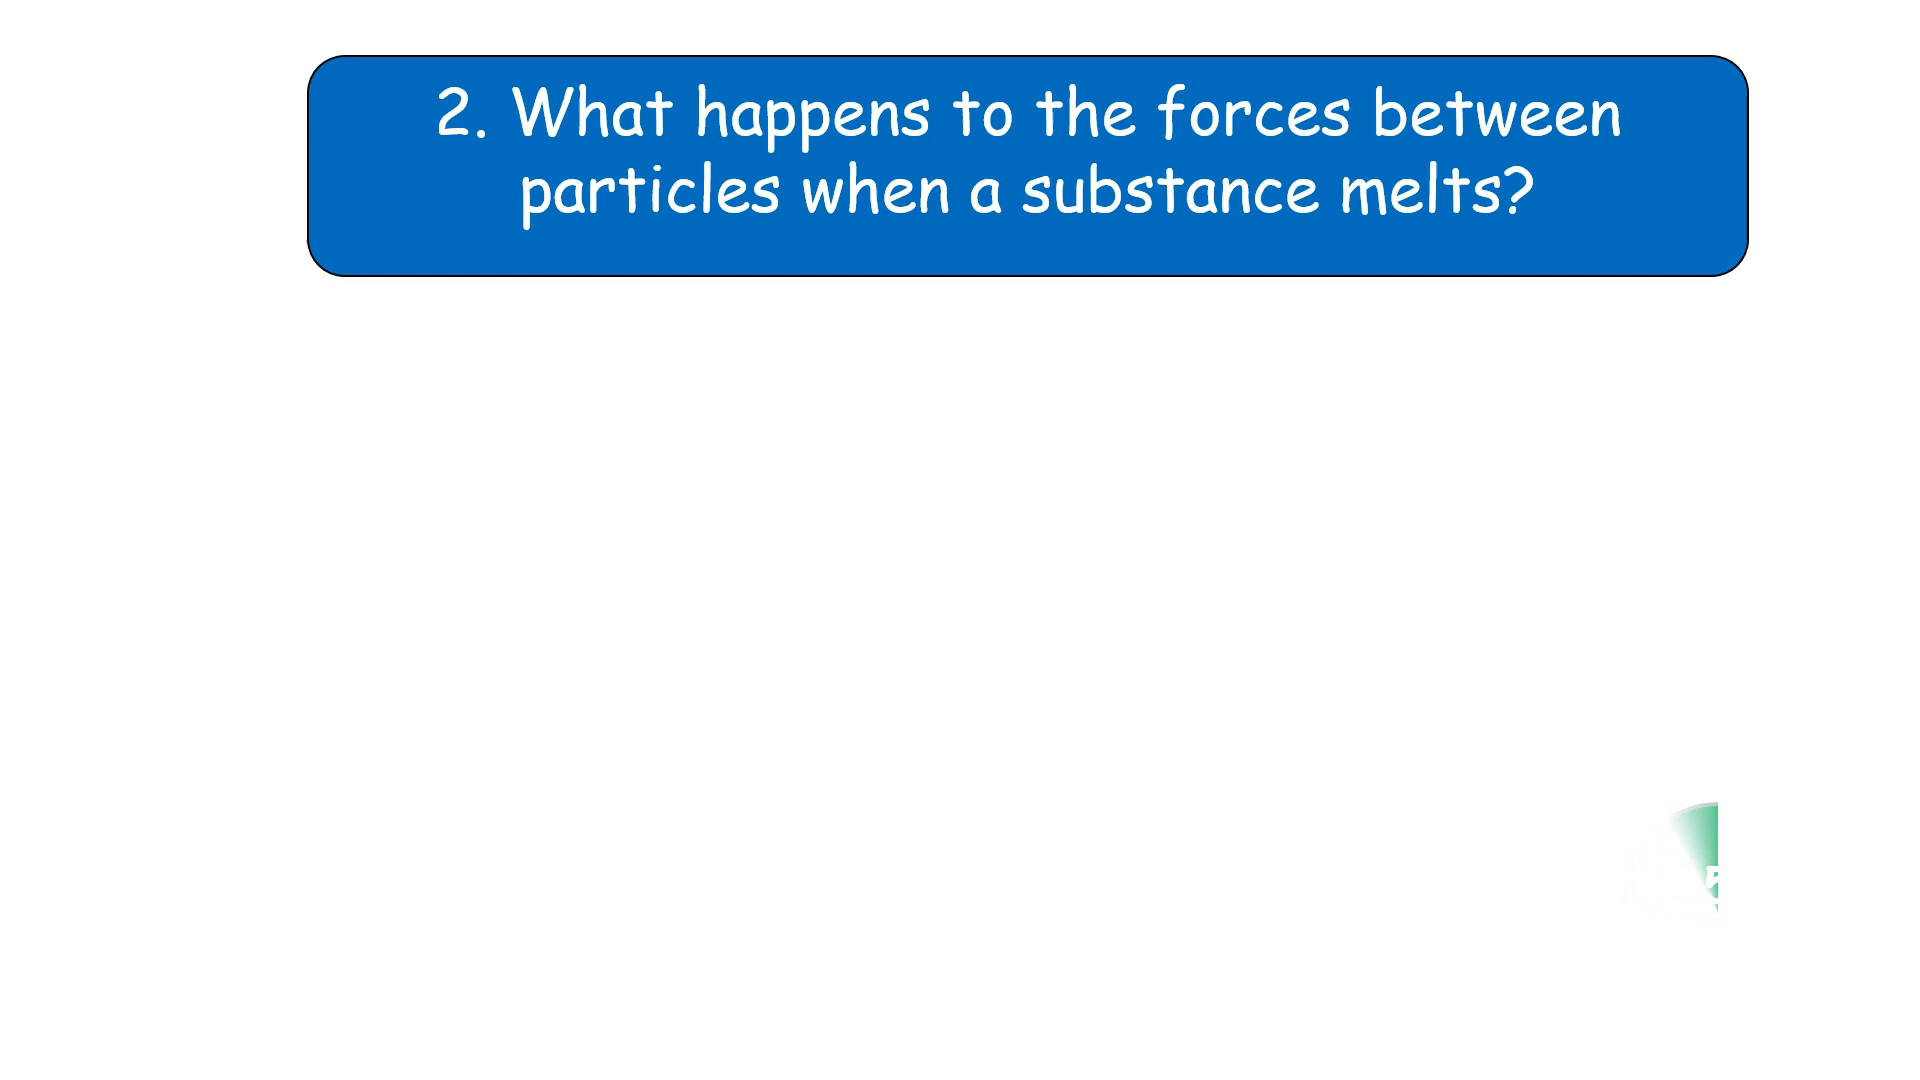 2. What happens to the forces between
particles when a substance melts?